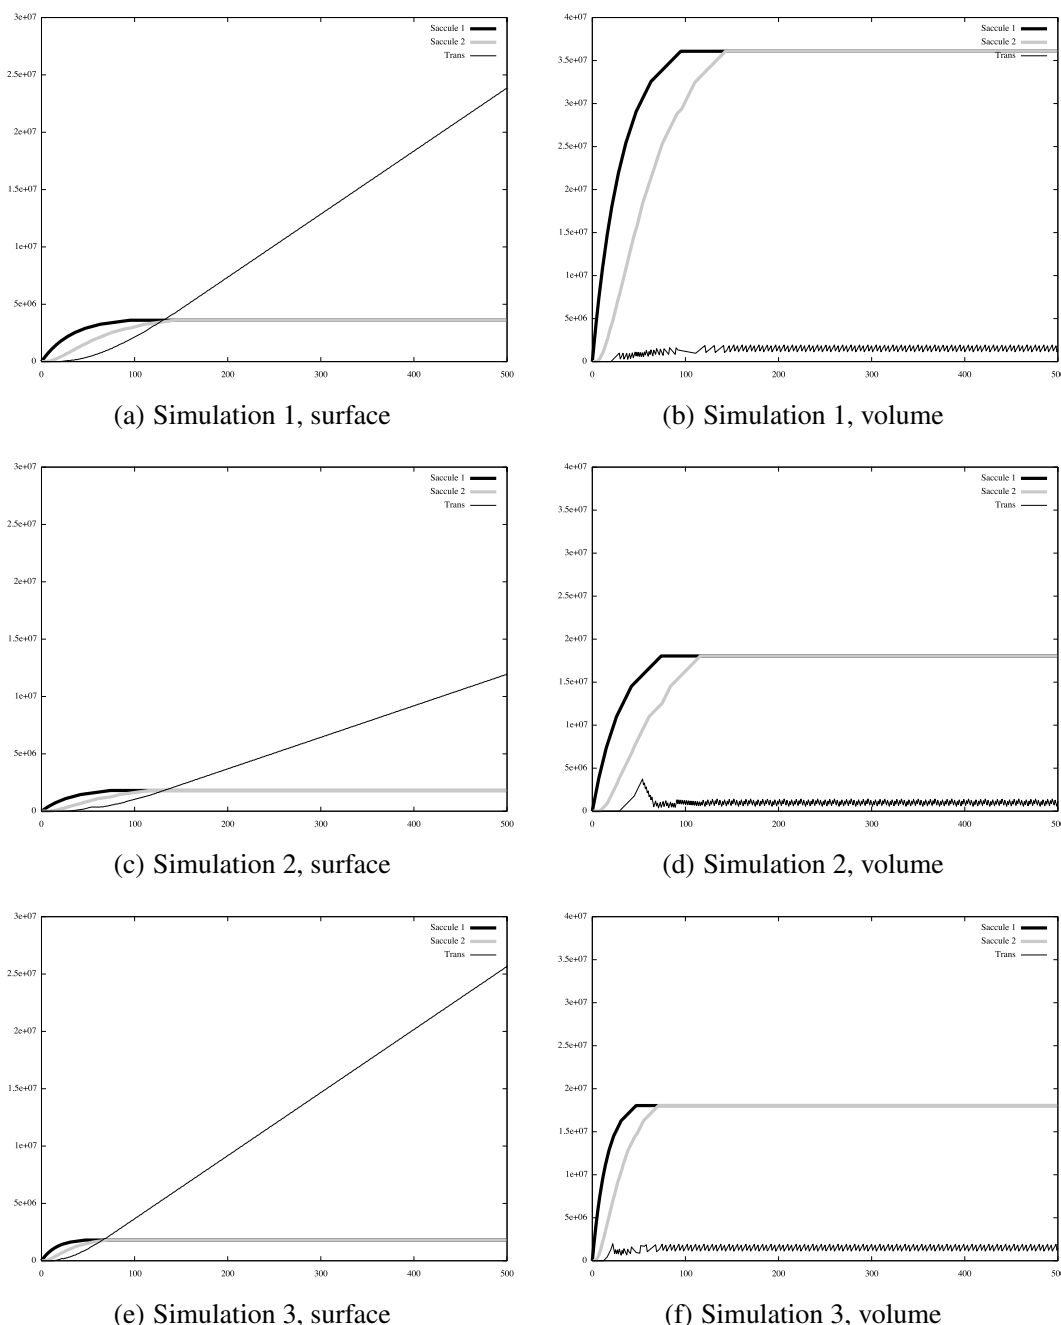 3e+07
2.5e+07
2e+07
1.5e+07
1e+07
5e+06
0
0 100 200 300 400 500
Saccule 1
Saccule 2
Trans
(a) Simulation 1, surface
4e+07
3.5e+07
3e+07
2.5e+07
2e+07
1.5e+07
1e+07
5e+06
0
0 100 200 300 400 50
Saccule 1
Saccule 2
Trans
(b) Simulation 1, volume
3e+07
2.5e+07
2e+07
1.5e+07
1e+07
5e+06
0
0 100 200 300 400 500
Saccule 1
Saccule 2
Trans
(c) Simulation 2, surface
4e+07
3.5e+07
3e+07
2.5e+07
2e+07
1.5e+07
1e+07
5e+06
0
0 100 200 300 400 50
Saccule 1
Saccule 2
Trans
(d) Simulation 2, volume
3e+07
2.5e+07
2e+07
1.5e+07
1e+07
5e+06
0
0 100 200 300 400 500
Saccule 1
Saccule 2
Trans
(e) Simulation 3, surface
4e+07
3.5e+07
3e+07
2.5e+07
2e+07
1.5e+07
1e+07
5e+06
0
0 100 200 300 400 50
Saccule 1
Saccule 2
Trans
(f) Simulation 3, volume